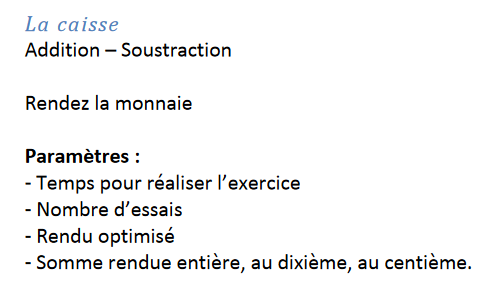 La caisse
Addition – Soustraction
Rendez la monnaie
Paramètres :
- Temps pour réaliser l’exercice
- Nombre d’essais
- Rendu optimisé
- Somme rendue entière, au dixième, au centième.